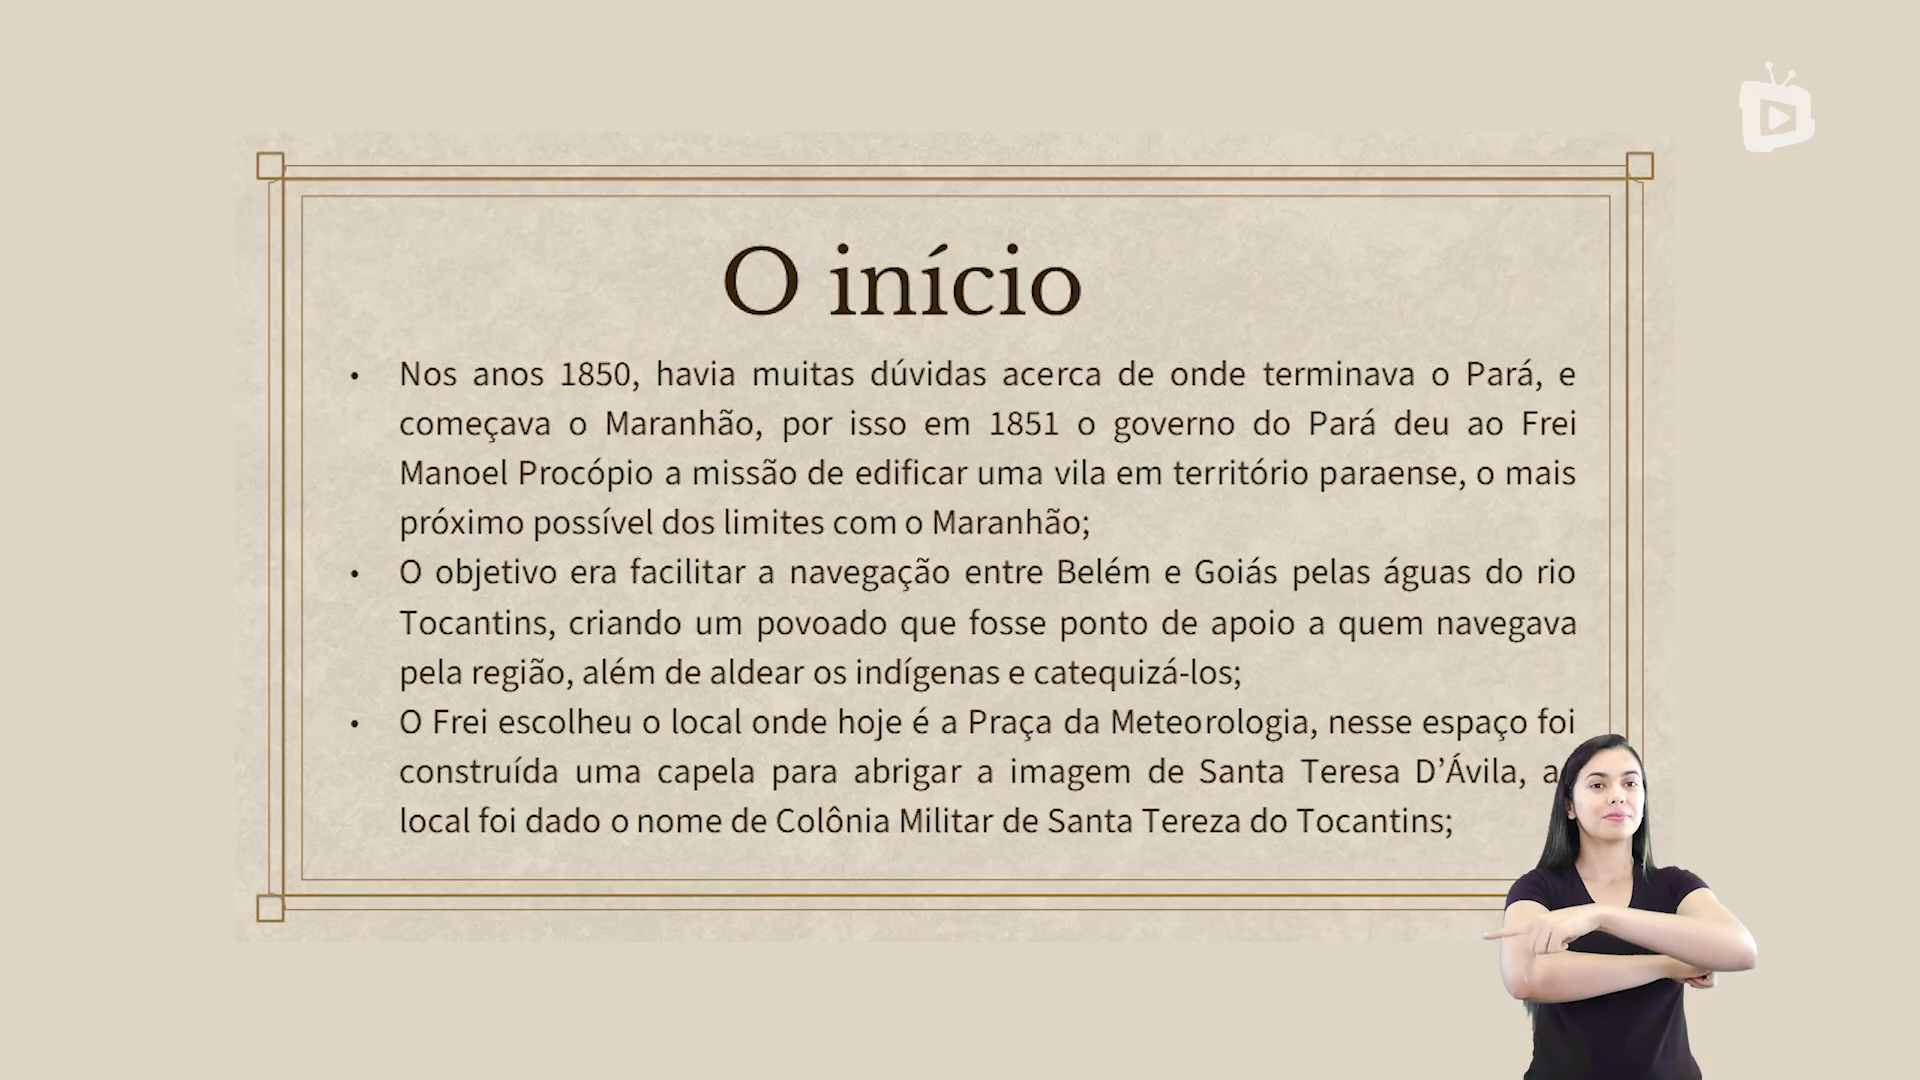 O início
• Nos anos 1850, havia muitas dúvidas acerca de onde terminava o Pará, e
começava o Maranhão, por isso em 1851 o governo do Pará deu ao Frei
Manoel Procópio a missão de edificar uma vila em território paraense, o mais
próximo possível dos limites com o Maranhão;
• O objetivo era facilitar a navegação entre Belém e Goiás pelas águas do rio
Tocantins, criando um povoado que fosse ponto de apoio a quem navegava
pela região, além de aldear os indígenas e catequizá-los;
• O Frei escolheu o local onde hoje é a Praça da Meteorologia, nesse espaço foi
construída uma capela para abrigar a imagem de Santa Teresa D’Ávila,
local foi dado o nome de Colônia Militar de Santa Tereza do Tocantins;